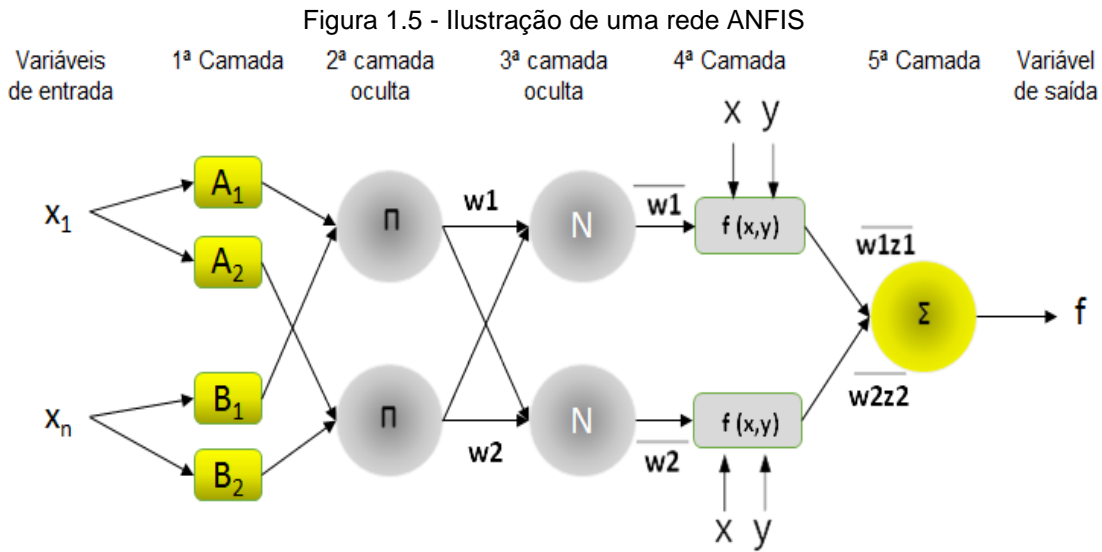 Figura 1.5 - Ilustração de uma rede ANFIS
Variáveis de entrada
1ª Camada
2ª camada oculta
3ª camada oculta
4ª Camada
5ª Camada
Variável de saída
x y
x₁
A₁
A₂
Π
w1
N
w1
f (x,y)
w1z1
Σ
f
xₙ
B₁
B₂
Π
w2
N
w2
f (x,y)
w2z2
x y